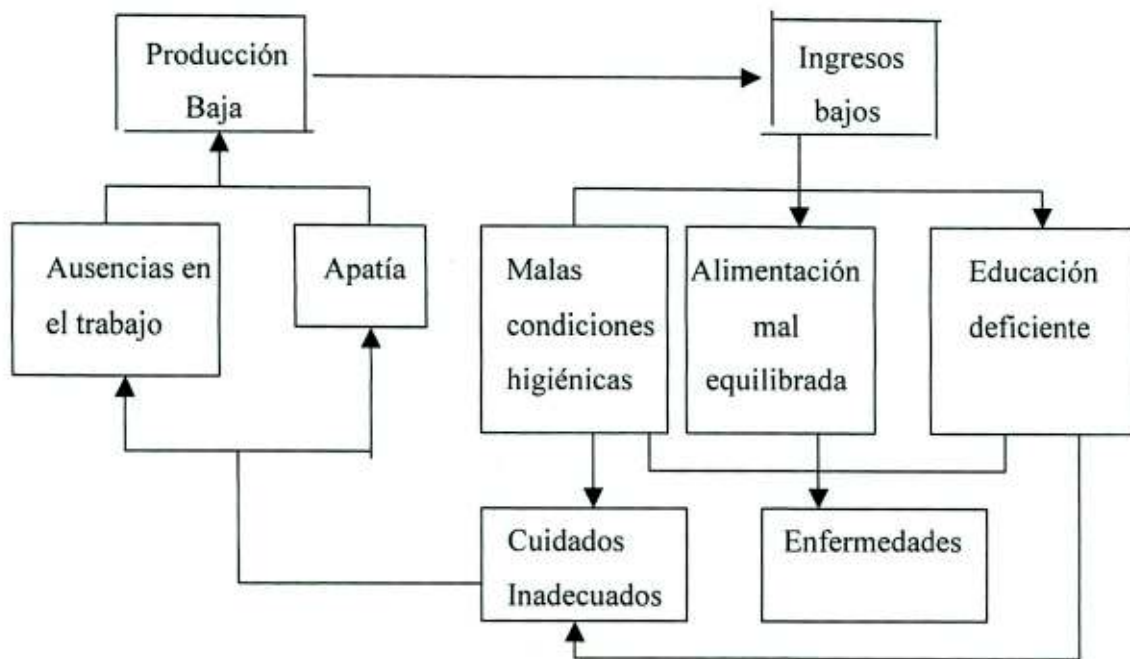 Producción
Baja
Ingresos
bajos
Ausencias en
el trabajo
Apatía
Malas
condiciones
higiénicas
Alimentación
mal
equilibrada
Educación
deficiente
Cuidados
Inadecuados
Enfermedades